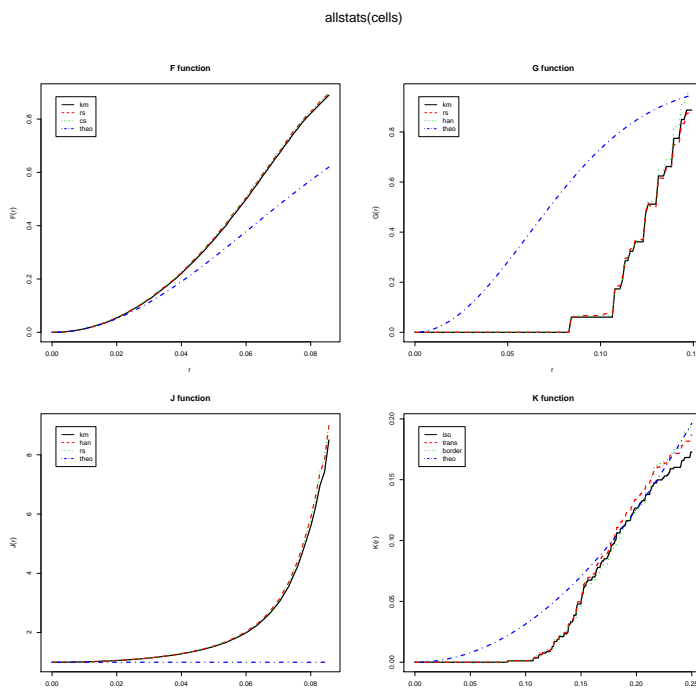 allstats(cells)
F function
km
rs
cs
theo
F(r)
0.0
0.2
0.4
0.6
0.8
0.00
0.02
0.04
0.06
0.08
r
G function
km
rs
han
theo
G(r)
0.0
0.2
0.4
0.6
0.8
0.00
0.05
0.10
0.1
r
J function
km
han
rs
theo
J(r)
2
4
6
8
0.00
0.02
0.04
0.06
0.08
K function
iso
trans
border
theo
K(r)
0.00
0.05
0.10
0.15
0.20
0.00
0.05
0.10
0.15
0.20
0.25